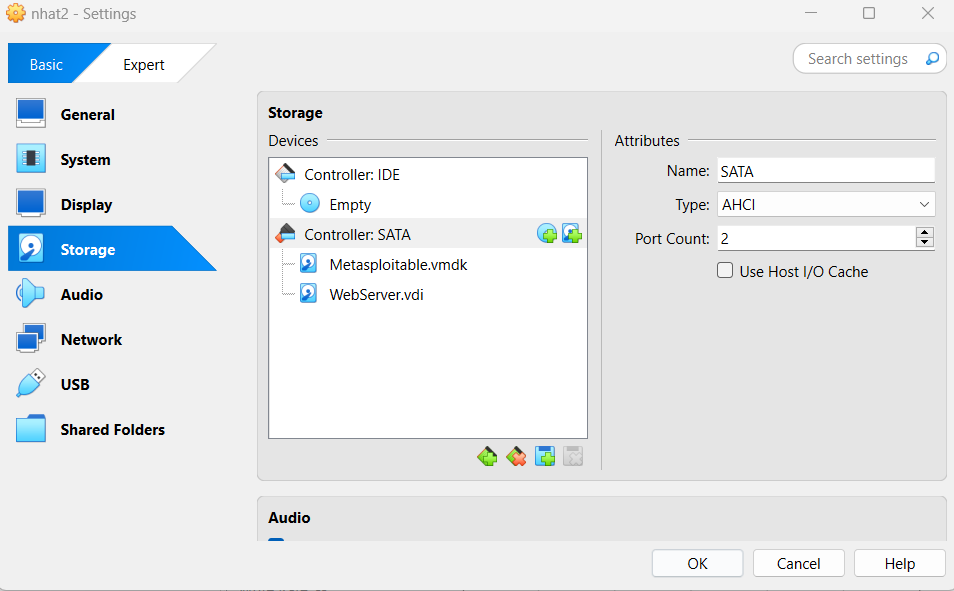 nhat2 - Settings
Basic
Expert
Search settings
General
System
Display
Storage
Audio
Network
USB
Shared Folders
Storage
Devices
Controller: IDE
Empty
Controller: SATA
Metasploitable.vmdk
WebServer.vdi
Attributes
Name: SATA
Type: AHCI
Port Count: 2
Use Host I/O Cache
Audio
OK
Cancel
Help